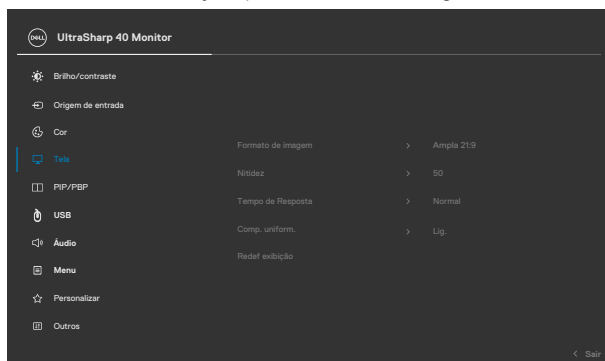 DELL UltraSharp 40 Monitor
Brilho/contraste
Origem de entrada
Cor
Formato de imagem > Ampla 21:9
Tela
Nitidez > 50
PIP/PBP
Tempo de Resposta > Normal
USB
Comp. uniform. > Lig.
Áudio
Redef exibição
Menu
Personalizar
Outros
< Sair